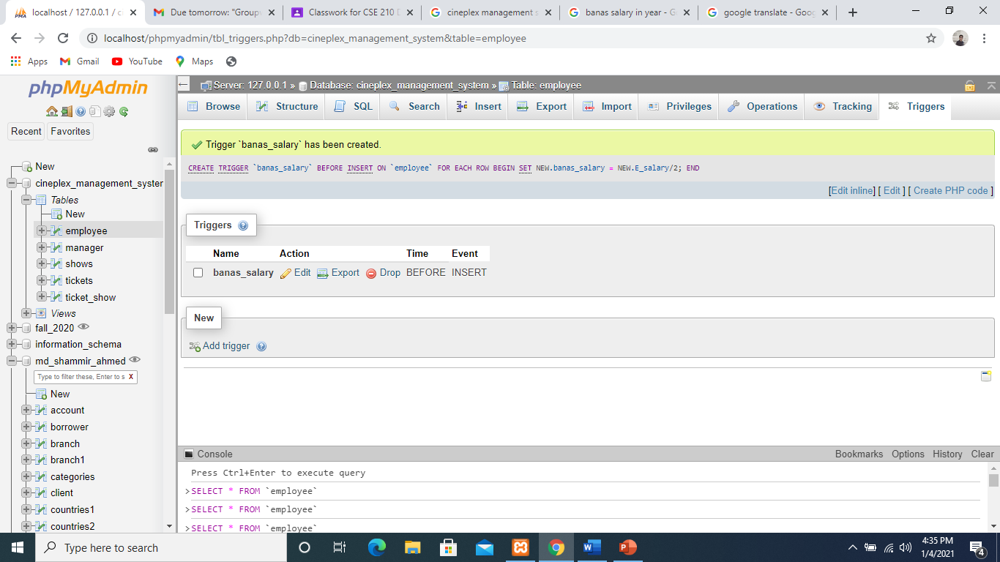 localhost / 127.0.0.1 / c
Due tomorrow: "Group
Classwork for CSE 210 D
cineplex management s
banas salary in year - G
google translate - Goog
localhost/phpmyadmin/tbl_triggers.php?db=cineplex_management_system&table=employee
Apps
Gmail
YouTube
Maps
phpMyAdmin
Recent
Favorites
New
cineplex_management_syster
Tables
New
employee
manager
shows
tickets
ticket_show
Views
fall_2020
information_schema
md_shammir_ahmed
Type to filter these, Enter to s X
New
account
borrower
branch
branch1
categories
client
countries1
countries2
Server: 127.0.0.1 » Database: cineplex_management_system » Table: employee
Browse
Structure
SQL
Search
Insert
Export
Import
Privileges
Operations
Tracking
Triggers
Trigger `banas_salary` has been created.
CREATE TRIGGER `banas_salary` BEFORE INSERT ON `employee` FOR EACH ROW BEGIN SET NEW.banas_salary = NEW.E_salary/2; END
[Edit inline] [ Edit ] [ Create PHP code ]
Triggers
Name Action Time Event
banas_salary Edit Export Drop BEFORE INSERT
New
Add trigger
Console
Bookmarks Options History Clear
Press Ctrl+Enter to execute query
>SELECT * FROM `employee`
>SELECT * FROM `employee`
>SELECT * FROM `employee`
Type here to search
4:35 PM
1/4/2021
4